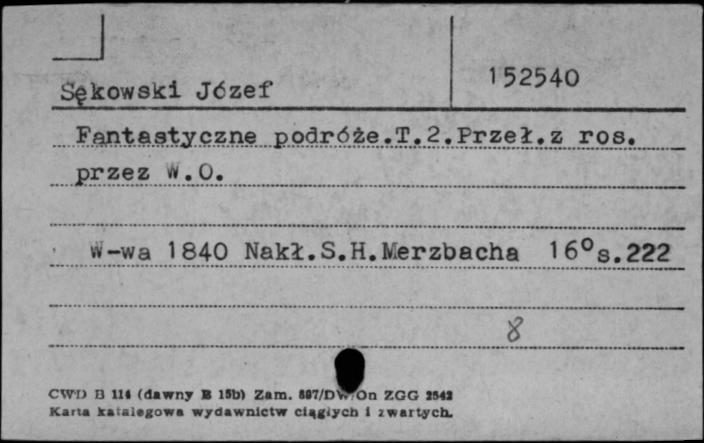 Sękowski Józef
152540
Fantastyczne podróże.T.2.Przeł.z ros.
przez W.O.
W-wa 1840 Nakł.S.H.Merzbacha 16°s.222
8
CWD B 114 (dawny B 15b) Zam. 897/DW/On ZGG 2542
Karta katalogowa wydawnictw ciągłych i zwartych.